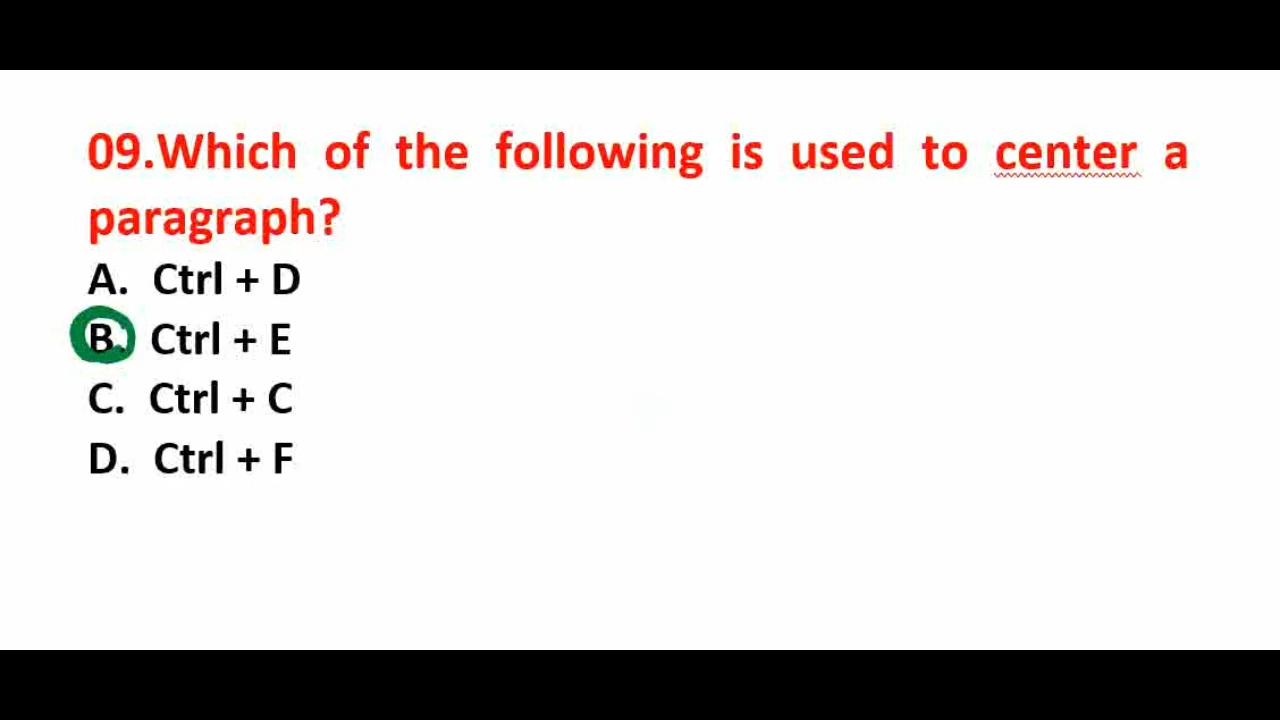 09.Which of the following is used to center a
paragraph?
A. Ctrl + D
B. Ctrl + E
C. Ctrl + C
D. Ctrl + F